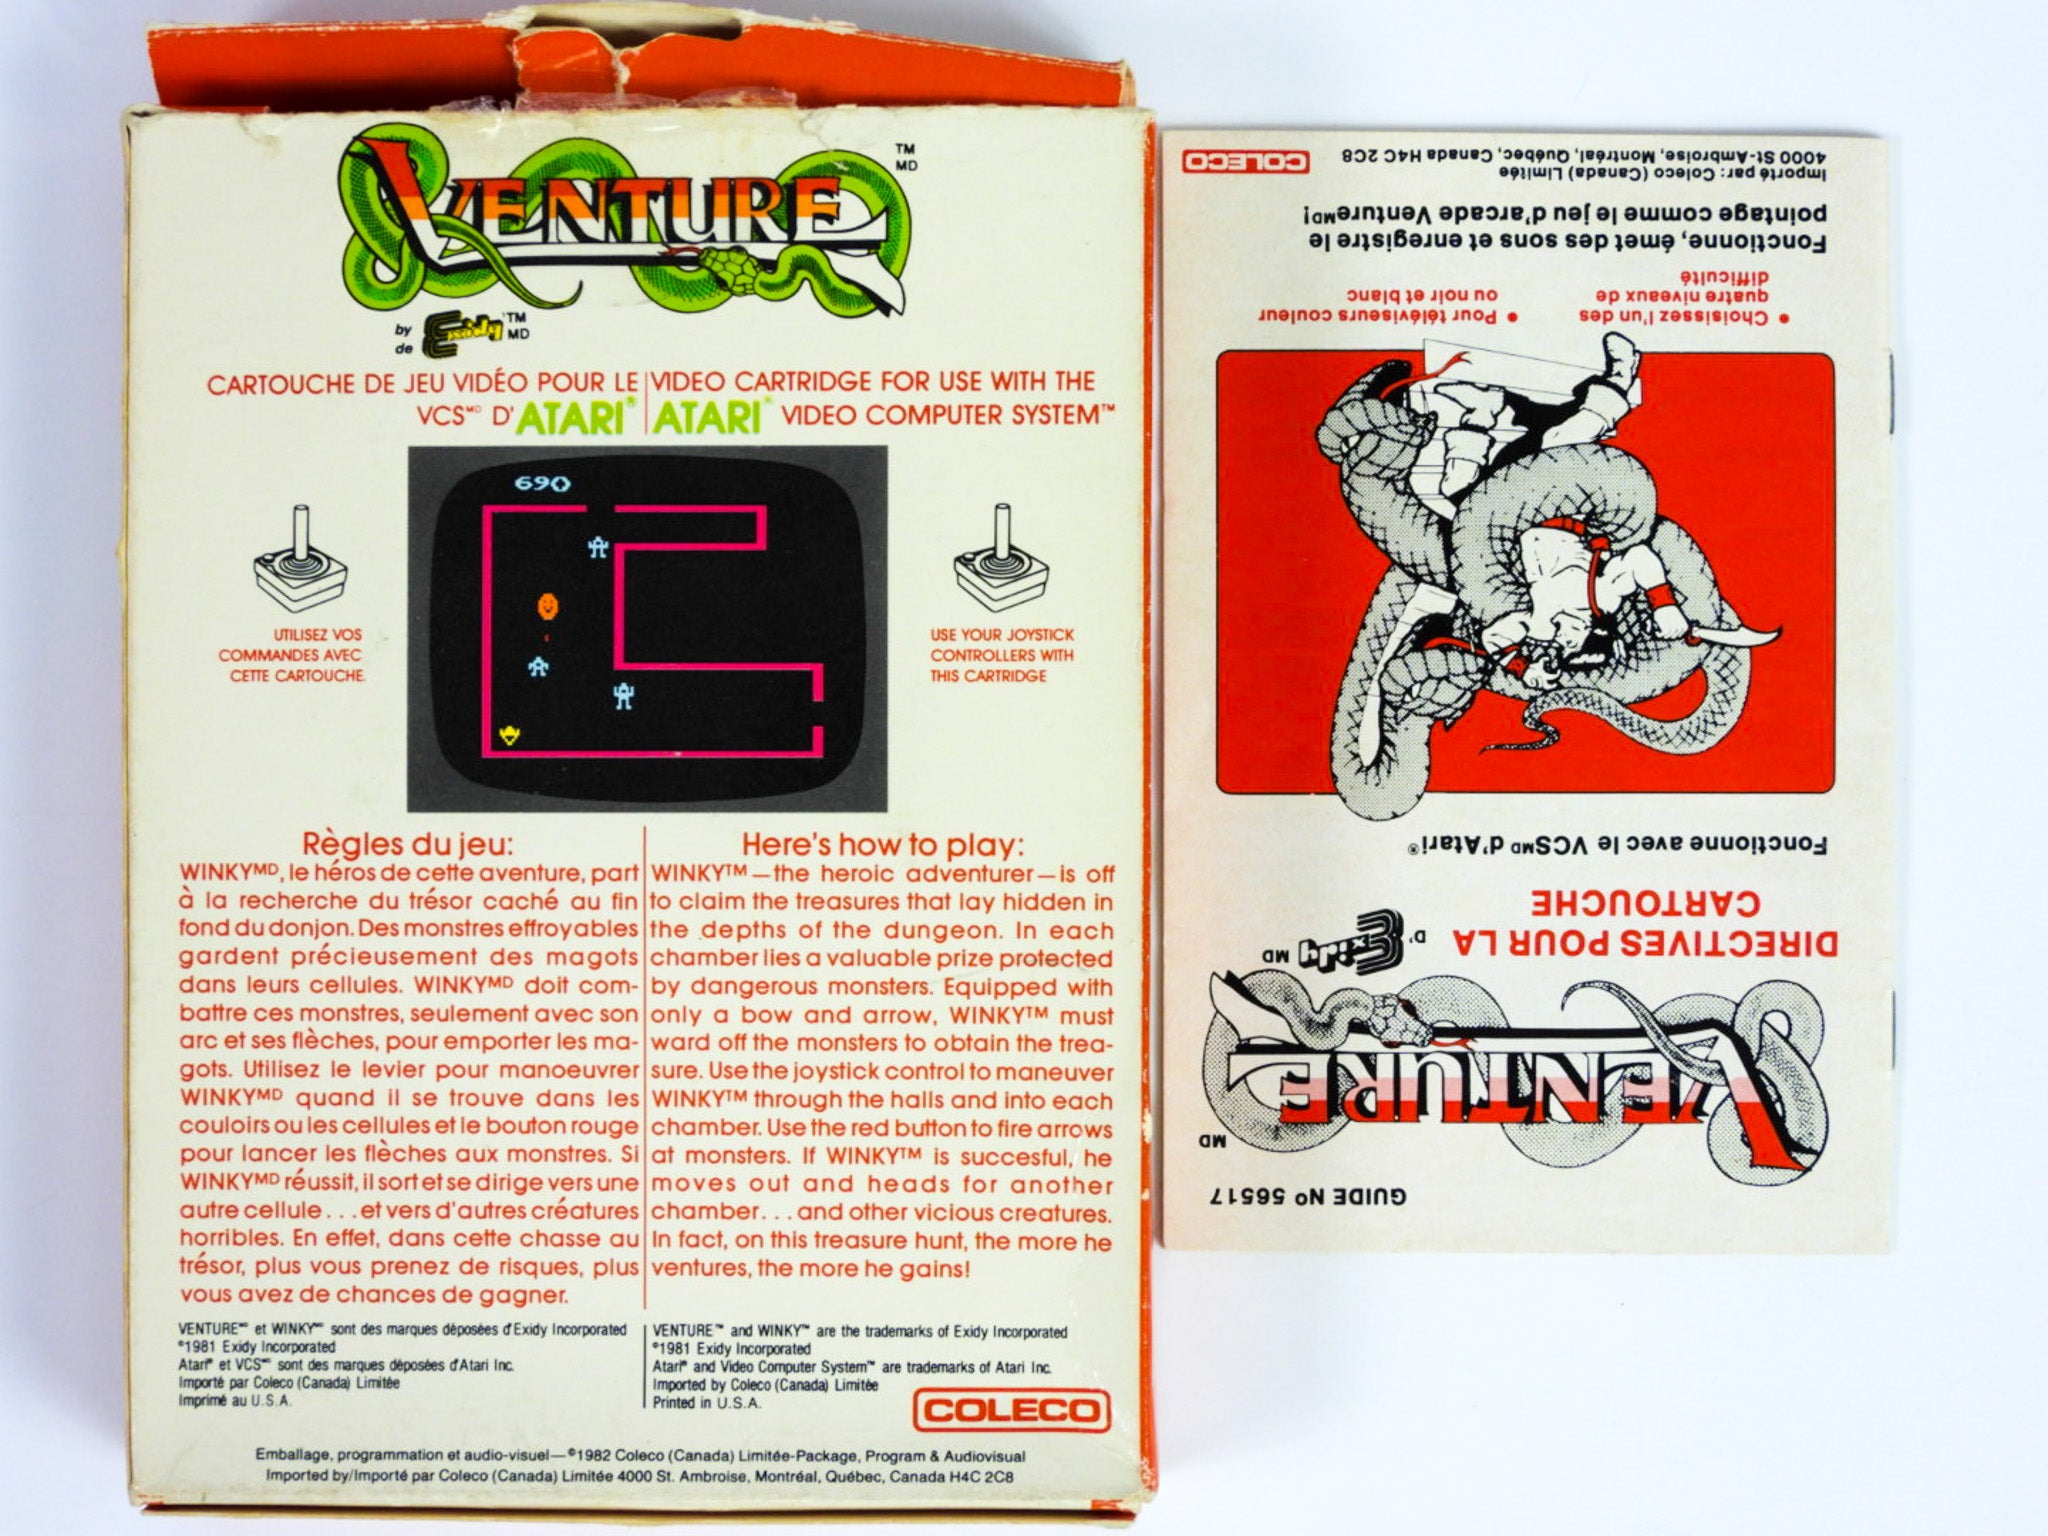 VENTURE
TM
MD
by
de
Exidy
TM
MD
CARTOUCHE DE JEU VIDÉO POUR LE
VCSMD D'ATARI®
VIDEO CARTRIDGE FOR USE WITH THE
ATARI® VIDEO COMPUTER SYSTEM™
690
UTILISEZ VOS
COMMANDES AVEC
CETTE CARTOUCHE.
USE YOUR JOYSTICK
CONTROLLERS WITH
THIS CARTRIDGE
Règles du jeu:
WINKYMD, le héros de cette aventure, part
à la recherche du trésor caché au fin
fond du donjon. Des monstres effroyables
gardent précieusement des magots
dans leurs cellules. WINKYMD doit com-
battre ces monstres, seulement avec son
arc et ses flèches, pour emporter les ma-
gots. Utilisez le levier pour manoeuvrer
WINKYMD quand il se trouve dans les
couloirs ou les cellules et le bouton rouge
pour lancer les flèches aux monstres. Si
WINKYMD réussit, il sort et se dirige vers une
autre cellule...et vers d'autres créatures
horribles. En effet, dans cette chasse au
trésor, plus vous prenez de risques, plus
vous avez de chances de gagner.
Here's how to play:
WINKY™—the heroic adventurer—is off
to claim the treasures that lay hidden in
the depths of the dungeon. In each
chamber lies a valuable prize protected
by dangerous monsters. Equipped with
only a bow and arrow, WINKY™ must
ward off the monsters to obtain the trea-
sure. Use the joystick control to maneuver
WINKY™ through the halls and into each
chamber. Use the red button to fire arrows
at monsters. If WINKY™ is succesful, he
moves out and heads for another
chamber...and other vicious creatures.
In fact, on this treasure hunt, the more he
ventures, the more he gains!
VENTUREMD et WINKYMD sont des marques déposées d'Exidy Incorporated
©1981 Exidy Incorporated
Atari® et VCSMD sont des marques déposées d'Atari Inc.
Importé par Coleco (Canada) Limitée
Imprimé au U.S.A.
VENTURE™ and WINKY™ are the trademarks of Exidy Incorporated
©1981 Exidy Incorporated
Atari® and Video Computer System™ are trademarks of Atari Inc.
Imported by Coleco (Canada) Limitée
Printed in U.S.A.
COLECO
Emballage, programmation et audio-visuel—©1982 Coleco (Canada) Limitée-Package, Program & Audiovisual
Imported by/Importé par Coleco (Canada) Limitée 4000 St. Ambroise, Montréal, Québec, Canada H4C 2C8
GUIDE Nº 56517
VENTURE
MD
DIRECTIVES POUR LA
CARTOUCHE
D'
Exidy
MD
Fonctionne avec le VCSMD d'Atari®
• Choisissez l'un des
quatre niveaux de
difficulté
• Pour téléviseurs couleur
ou noir et blanc
Fonctionne, émet des sons et enregistre le
pointage comme le jeu d'arcade VentureMD!
Importé par: Coleco (Canada) Limitée
4000 St-Ambroise, Montréal, Québec, Canada H4C 2C8
COLECO